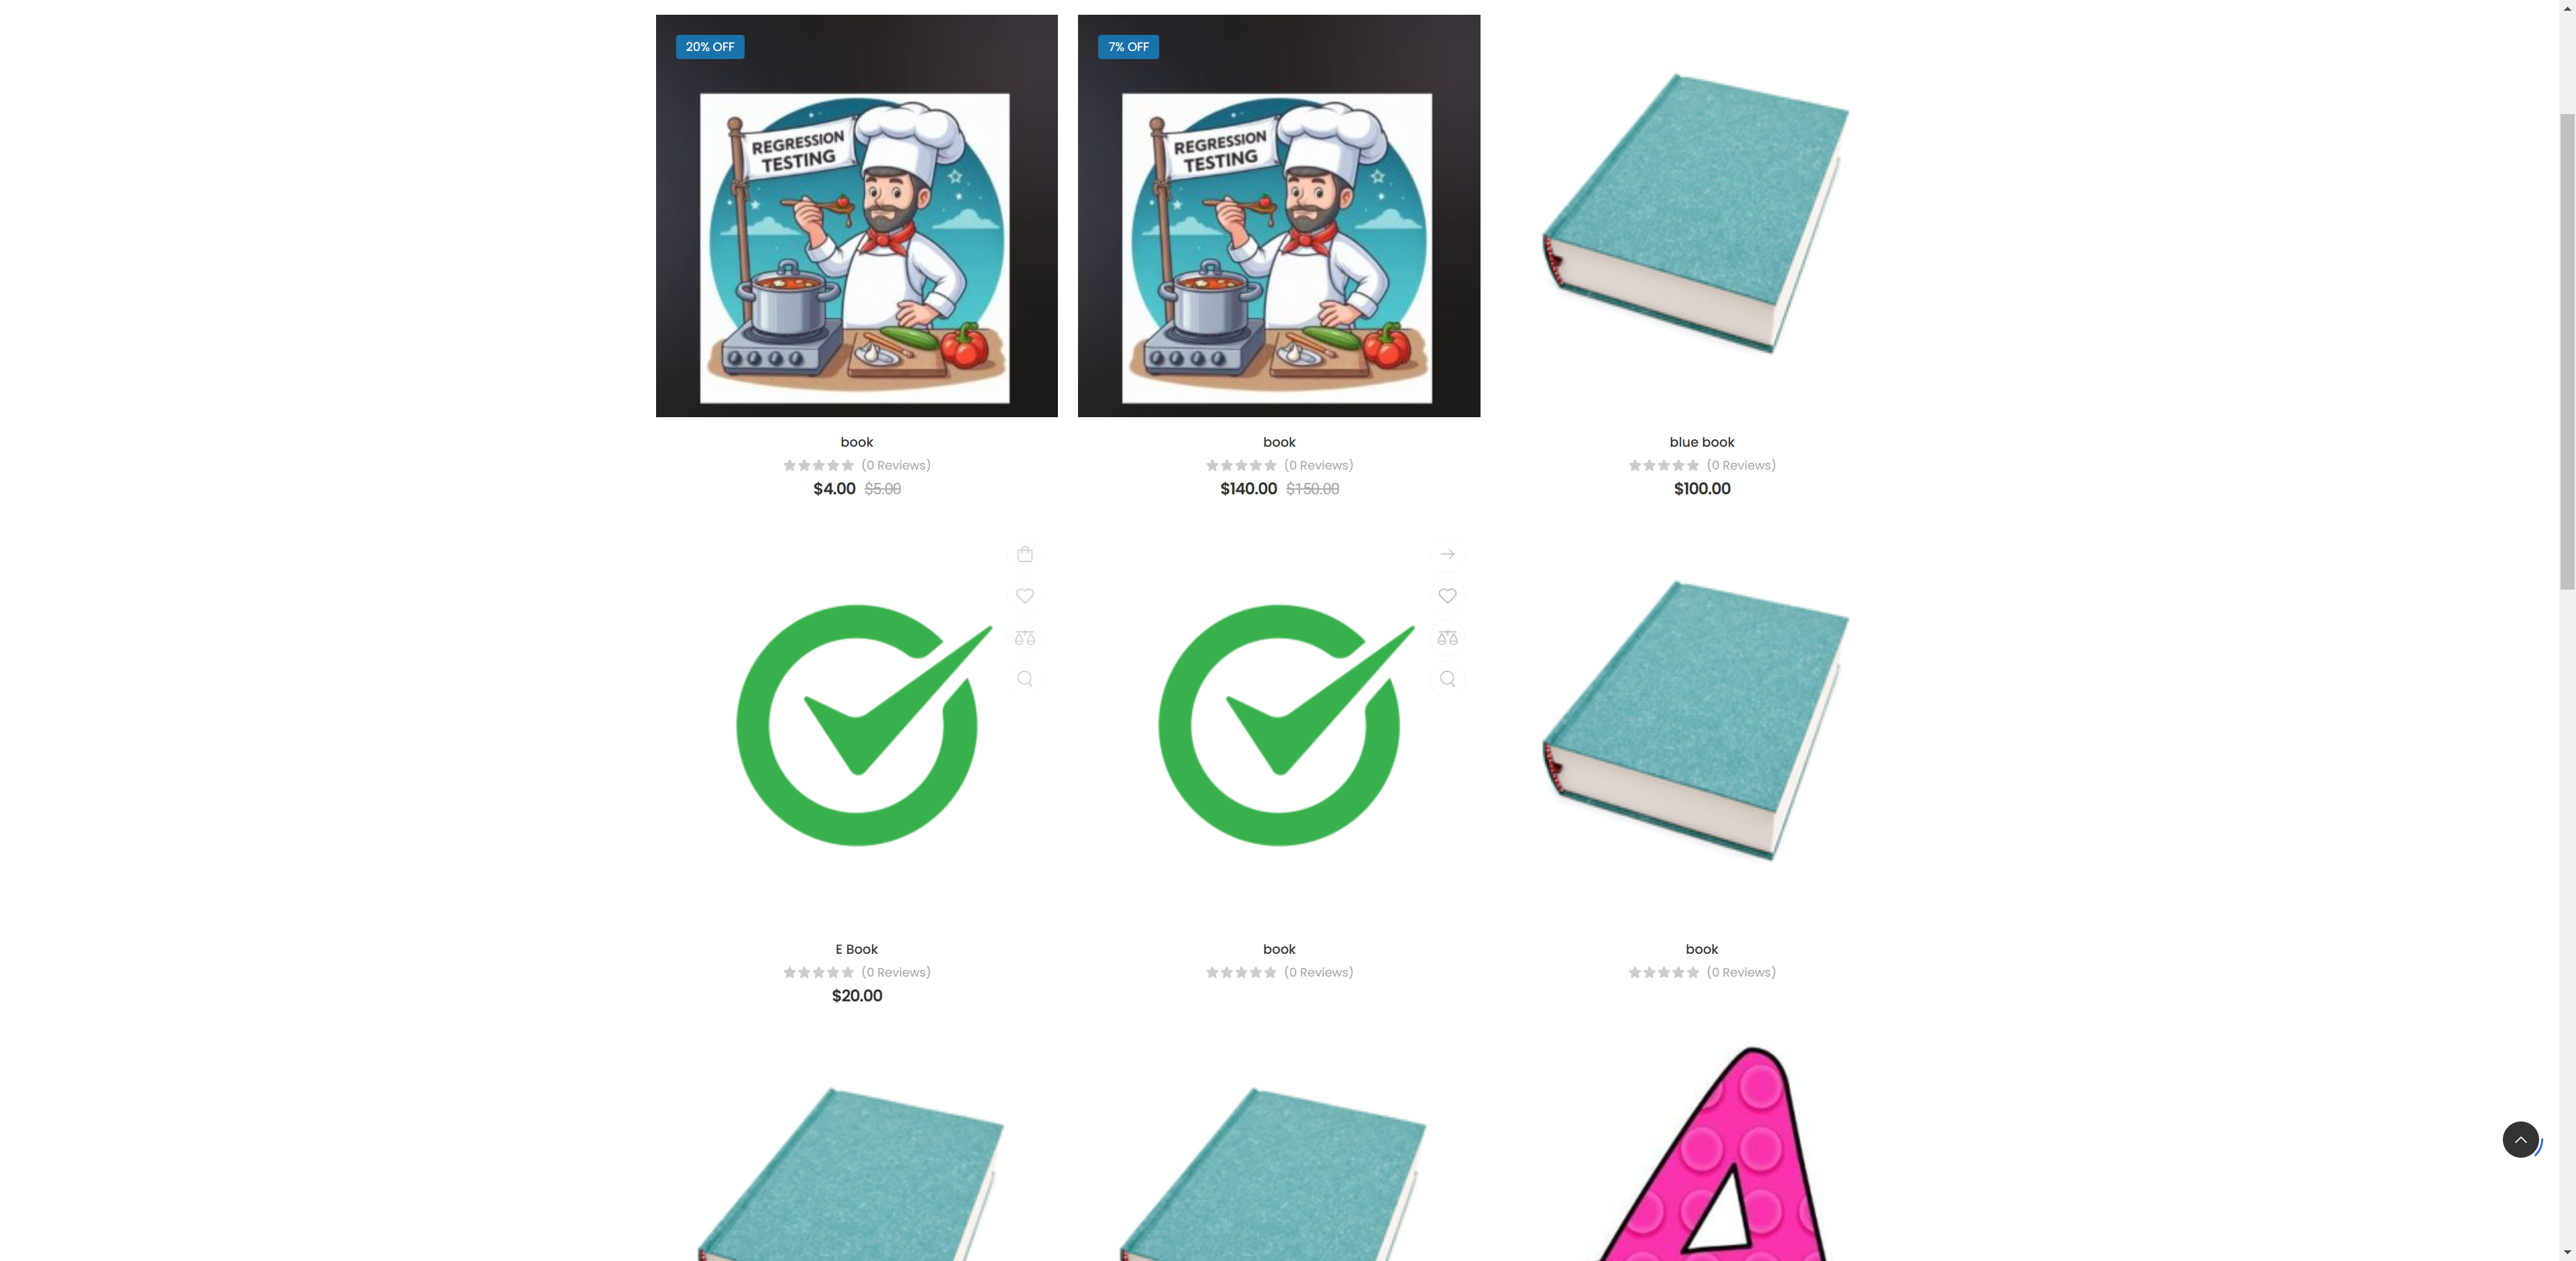 20% OFF
7% OFF
REGRESSION
TESTING
REGRESSION
TESTING
book
book
blue book
(0 Reviews)
(0 Reviews)
(0 Reviews)
$4.00 $5.00
$140.00 $150.00
$100.00
E Book
book
book
(0 Reviews)
(0 Reviews)
(0 Reviews)
$20.00
A